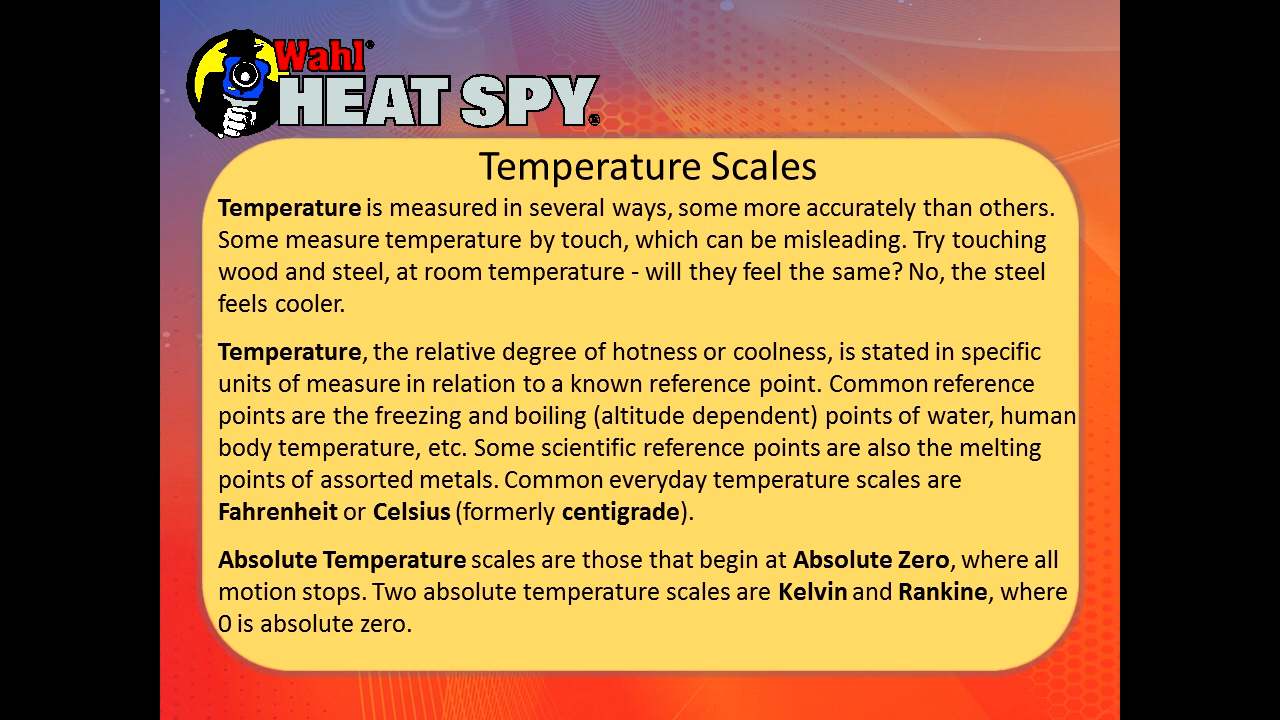 Wahl®
HEAT SPY®
Temperature Scales
Temperature is measured in several ways, some more accurately than others.
Some measure temperature by touch, which can be misleading. Try touching
wood and steel, at room temperature - will they feel the same? No, the steel
feels cooler.
Temperature, the relative degree of hotness or coolness, is stated in specific
units of measure in relation to a known reference point. Common reference
points are the freezing and boiling (altitude dependent) points of water, human
body temperature, etc. Some scientific reference points are also the melting
points of assorted metals. Common everyday temperature scales are
Fahrenheit or Celsius (formerly centigrade).
Absolute Temperature scales are those that begin at Absolute Zero, where all
motion stops. Two absolute temperature scales are Kelvin and Rankine, where
0 is absolute zero.